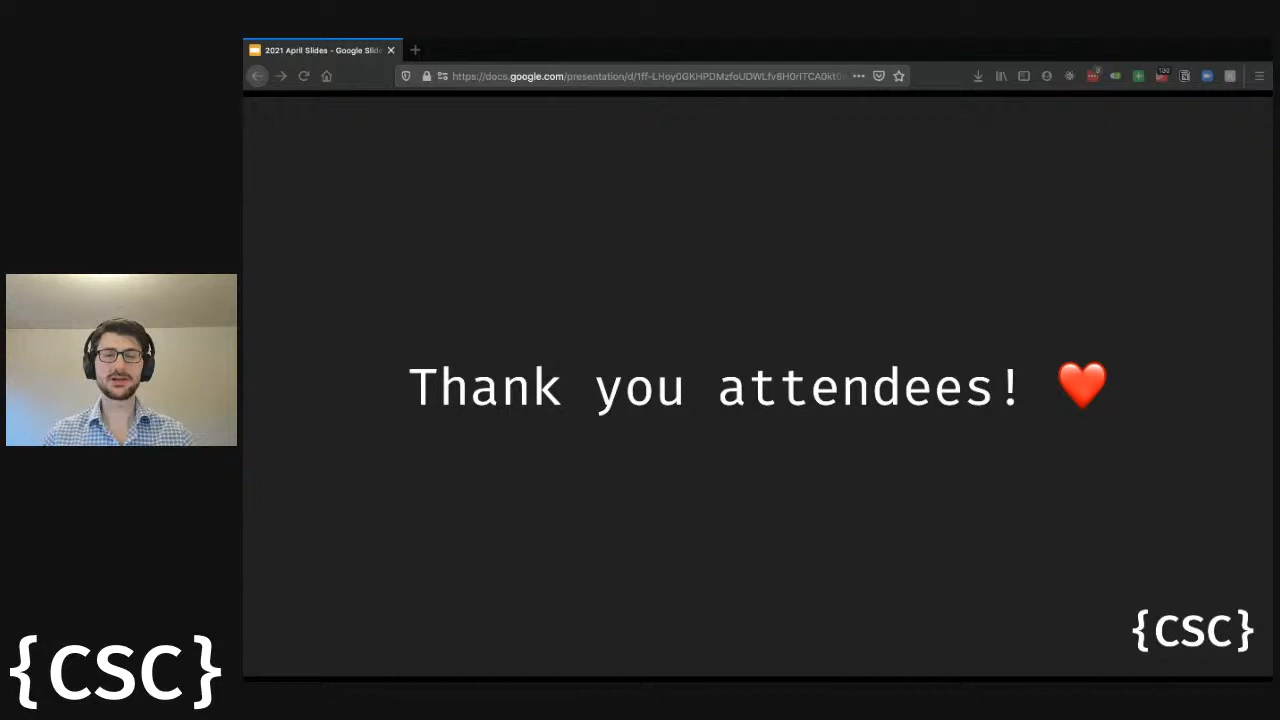 2021 April Slides - Google Slid
Thank you attendees! ❤️
{CSC}
{CSC}